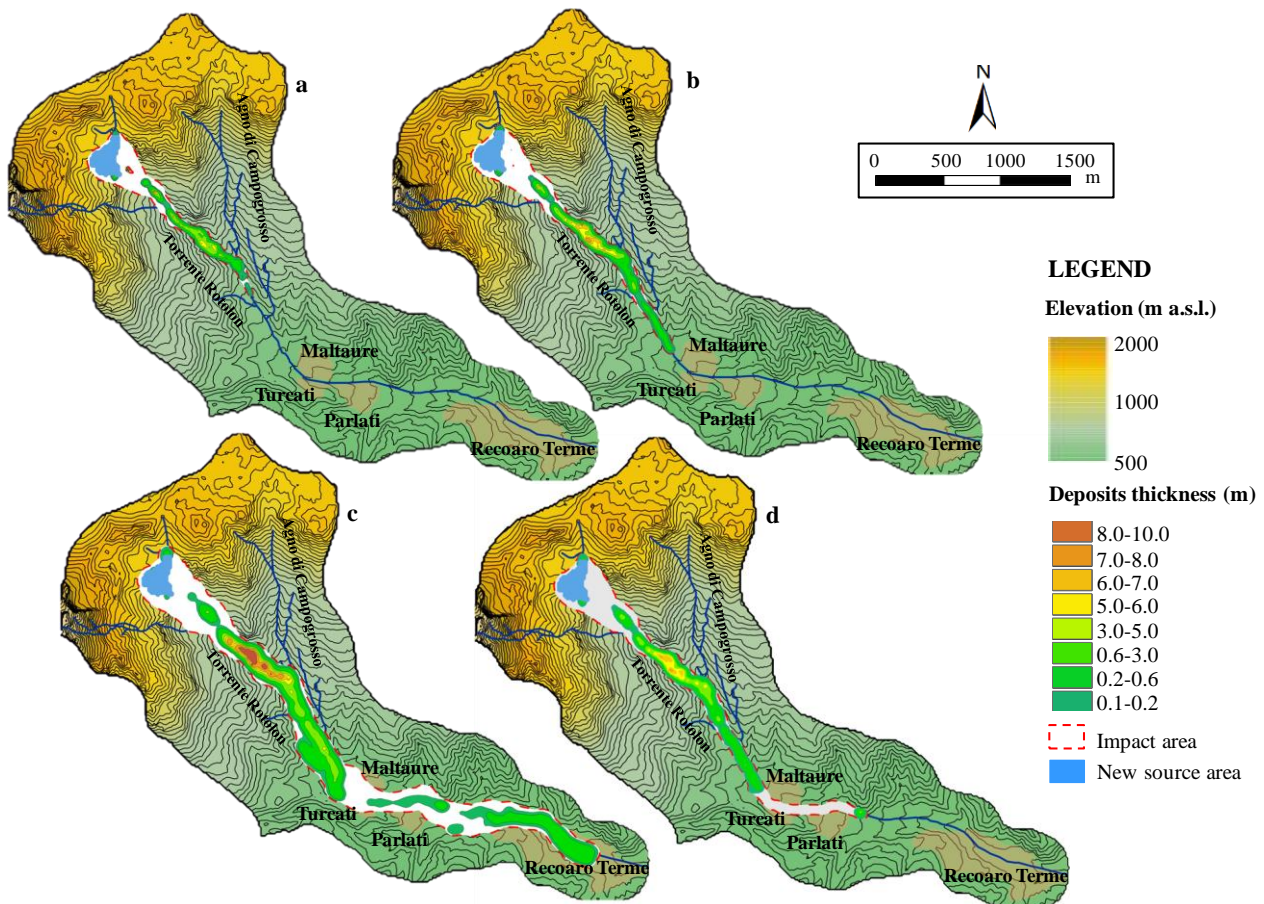 a
Agno di Campogrosso
Torrente Rotolon
Maltaure
Turcati
Parlati
Recoaro Terme
b
Agno di Campogrosso
Torrente Rotolon
Maltaure
Turcati
Parlati
Recoaro Terme
N
0 500 1000 1500
m
c
Agno di Campogrosso
Torrente Rotolon
Maltaure
Turcati
Parlati
Recoaro Terme
d
Agno di Campogrosso
Torrente Rotolon
Maltaure
Turcati
Parlati
Recoaro Terme
LEGEND
Elevation (m a.s.l.)
2000
1000
500
Deposits thickness (m)
8.0-10.0
7.0-8.0
6.0-7.0
5.0-6.0
3.0-5.0
0.6-3.0
0.2-0.6
0.1-0.2
Impact area
New source area